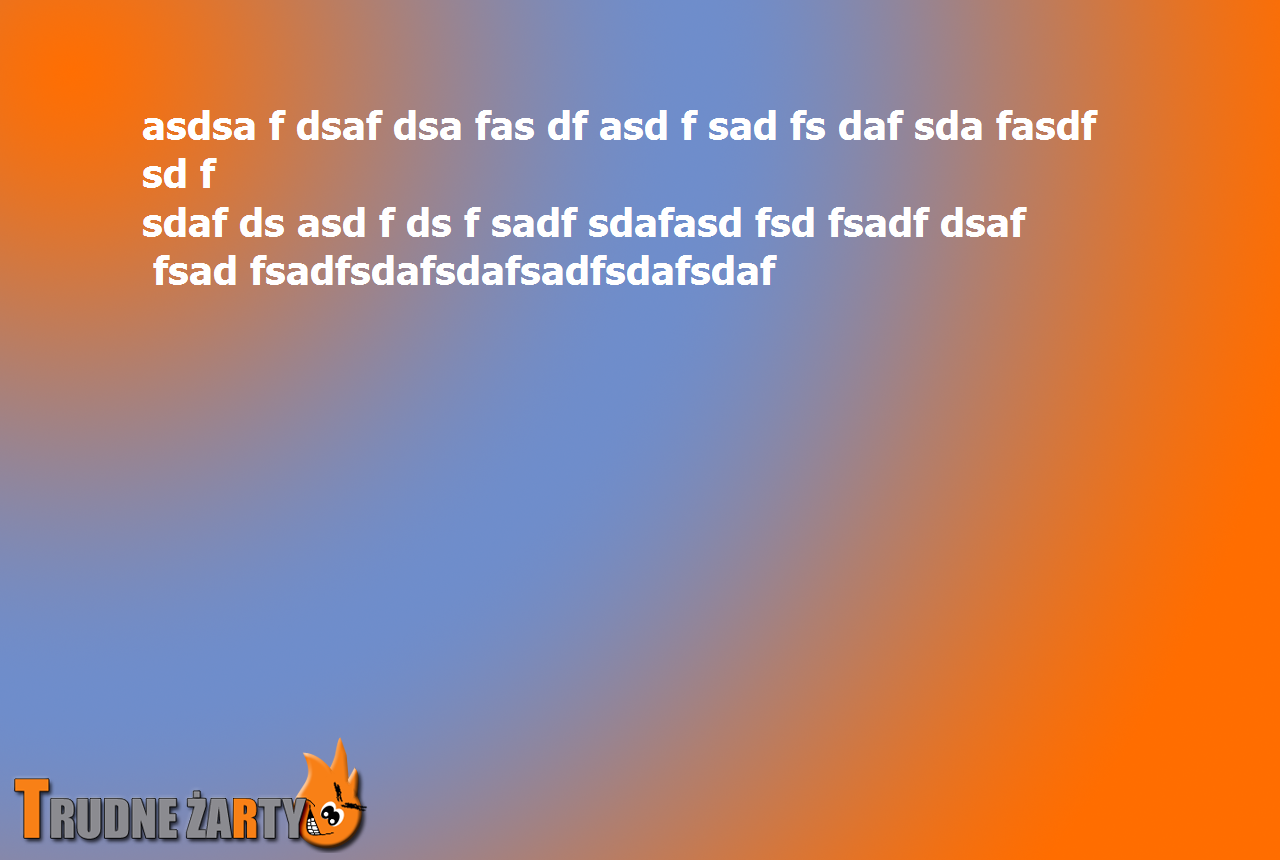 asdsa f dsaf dsa fas df asd f sad fs daf sda fasdf
sd f
sdaf ds asd f ds f sadf sdafasd fsd fsadf dsaf
fsad fsadfsdafsdafsadfsdafsdaf
TRUDNE ŻARTY